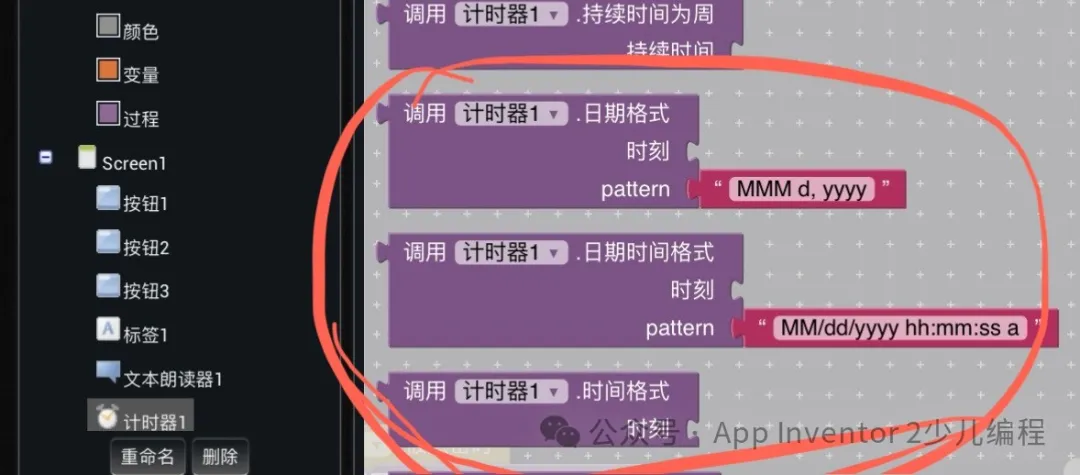 颜色
变量
过程
Screen1
按钮1
按钮2
按钮3
A 标签1
文本朗读器1
计时器1
重命名 删除
调用 计时器1 .持续时间为周
持续时间
调用 计时器1 .日期格式
时刻
pattern “ MMM d, yyyy ”
调用 计时器1 .日期时间格式
时刻
pattern “ MM/dd/yyyy hh:mm:ss a ”
调用 计时器1 .时间格式
时刻
公众号 · App Inventor 2少儿编程